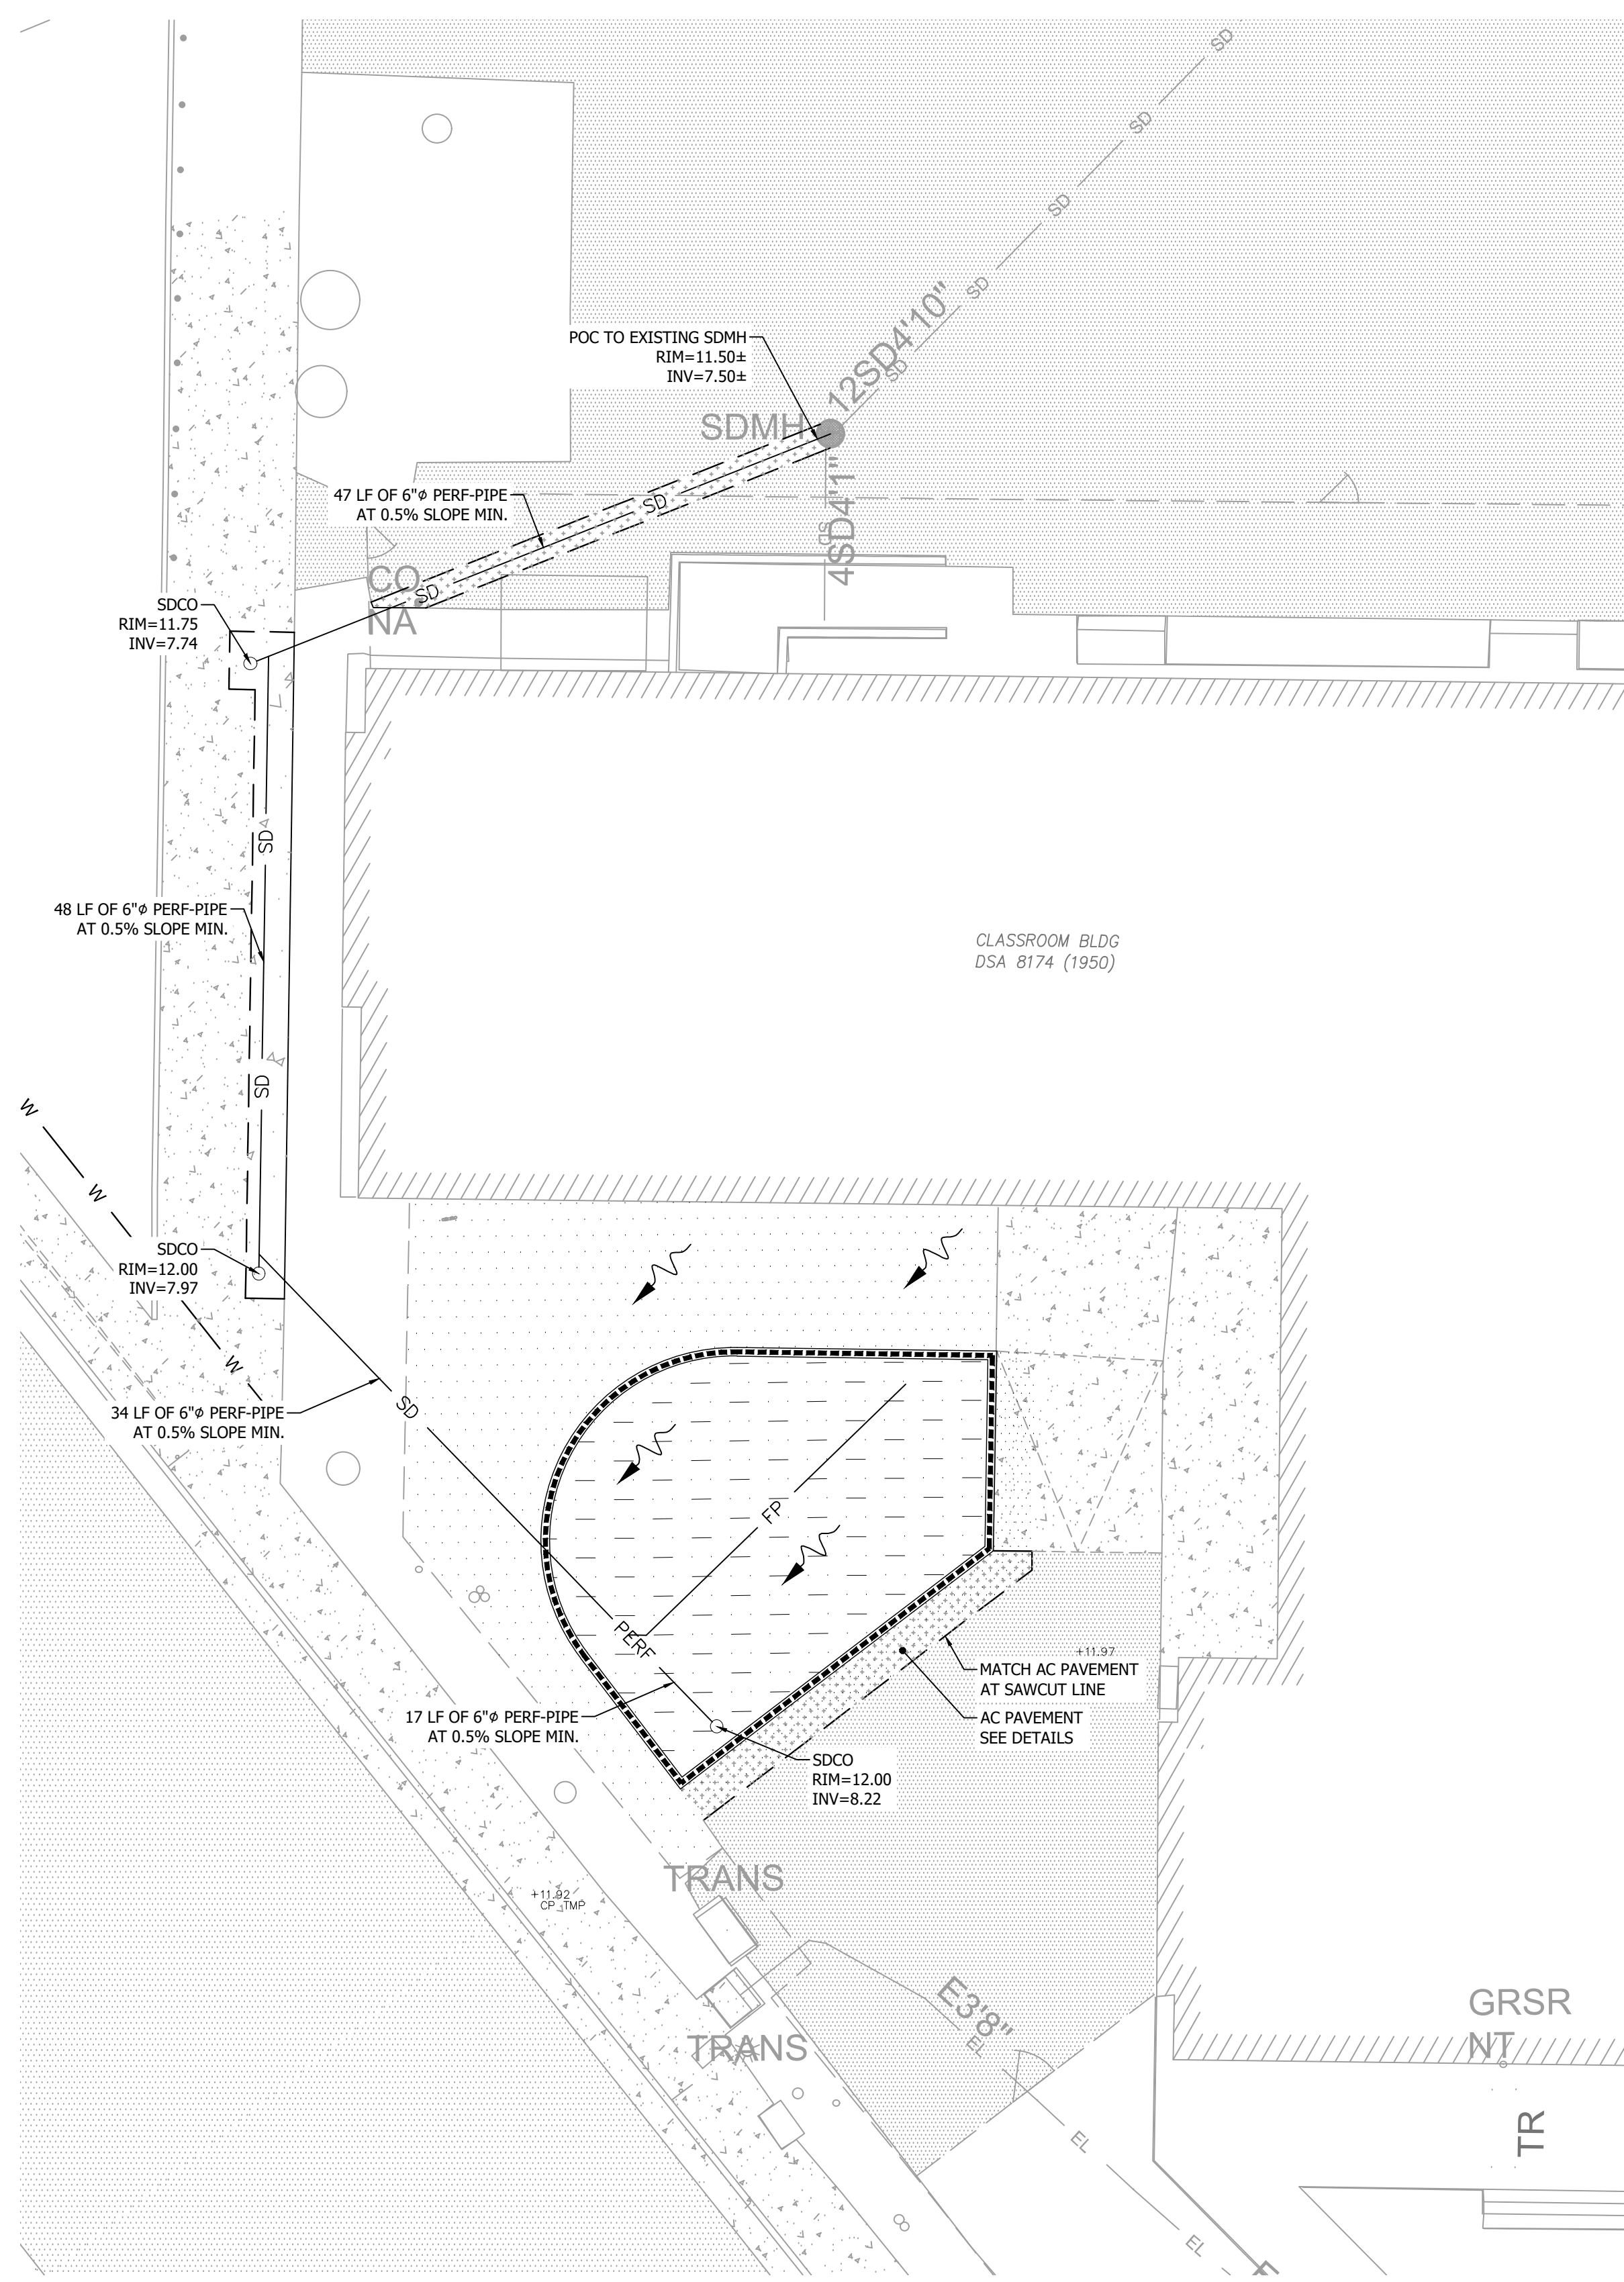 SD
SD
SD
SD
SD
12SD4'10"
POC TO EXISTING SDMH
RIM=11.50±
INV=7.50±
SDMH
4SD4'1"
SD
47 LF OF 6"ø PERF-PIPE
AT 0.5% SLOPE MIN.
SD
SD
CO
NA
SDCO
RIM=11.75
INV=7.74
SD
48 LF OF 6"ø PERF-PIPE
AT 0.5% SLOPE MIN.
CLASSROOM BLDG
DSA 8174 (1950)
SD
W
W
W
SDCO
RIM=12.00
INV=7.97
34 LF OF 6"ø PERF-PIPE
AT 0.5% SLOPE MIN.
SD
FP
PERF
+11.97
MATCH AC PAVEMENT
AT SAWCUT LINE
AC PAVEMENT
SEE DETAILS
17 LF OF 6"ø PERF-PIPE
AT 0.5% SLOPE MIN.
SDCO
RIM=12.00
INV=8.22
TRANS
+11.92
CP TMP
E3'8"
EL
TRANS
GRSR
NT
TR
EL
EL